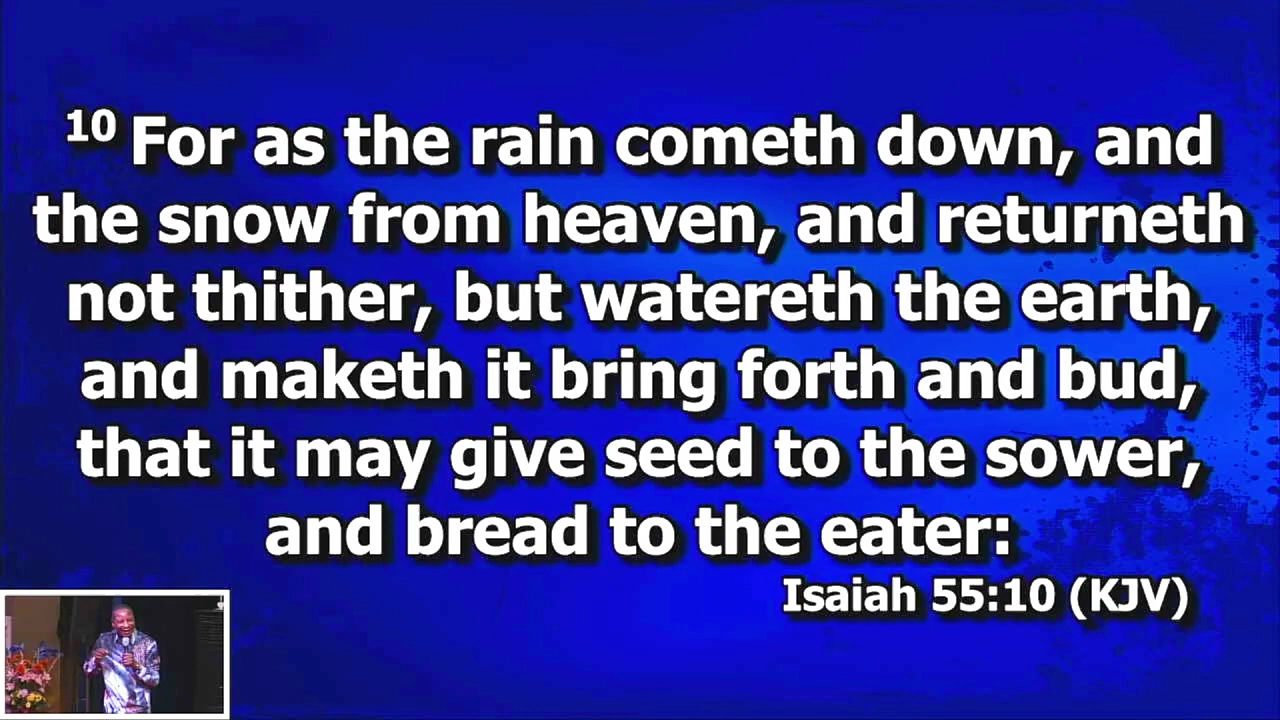 10 For as the rain cometh down, and
the snow from heaven, and returneth
not thither, but watereth the earth,
and maketh it bring forth and bud,
that it may give seed to the sower,
and bread to the eater:
Isaiah 55:10 (KJV)